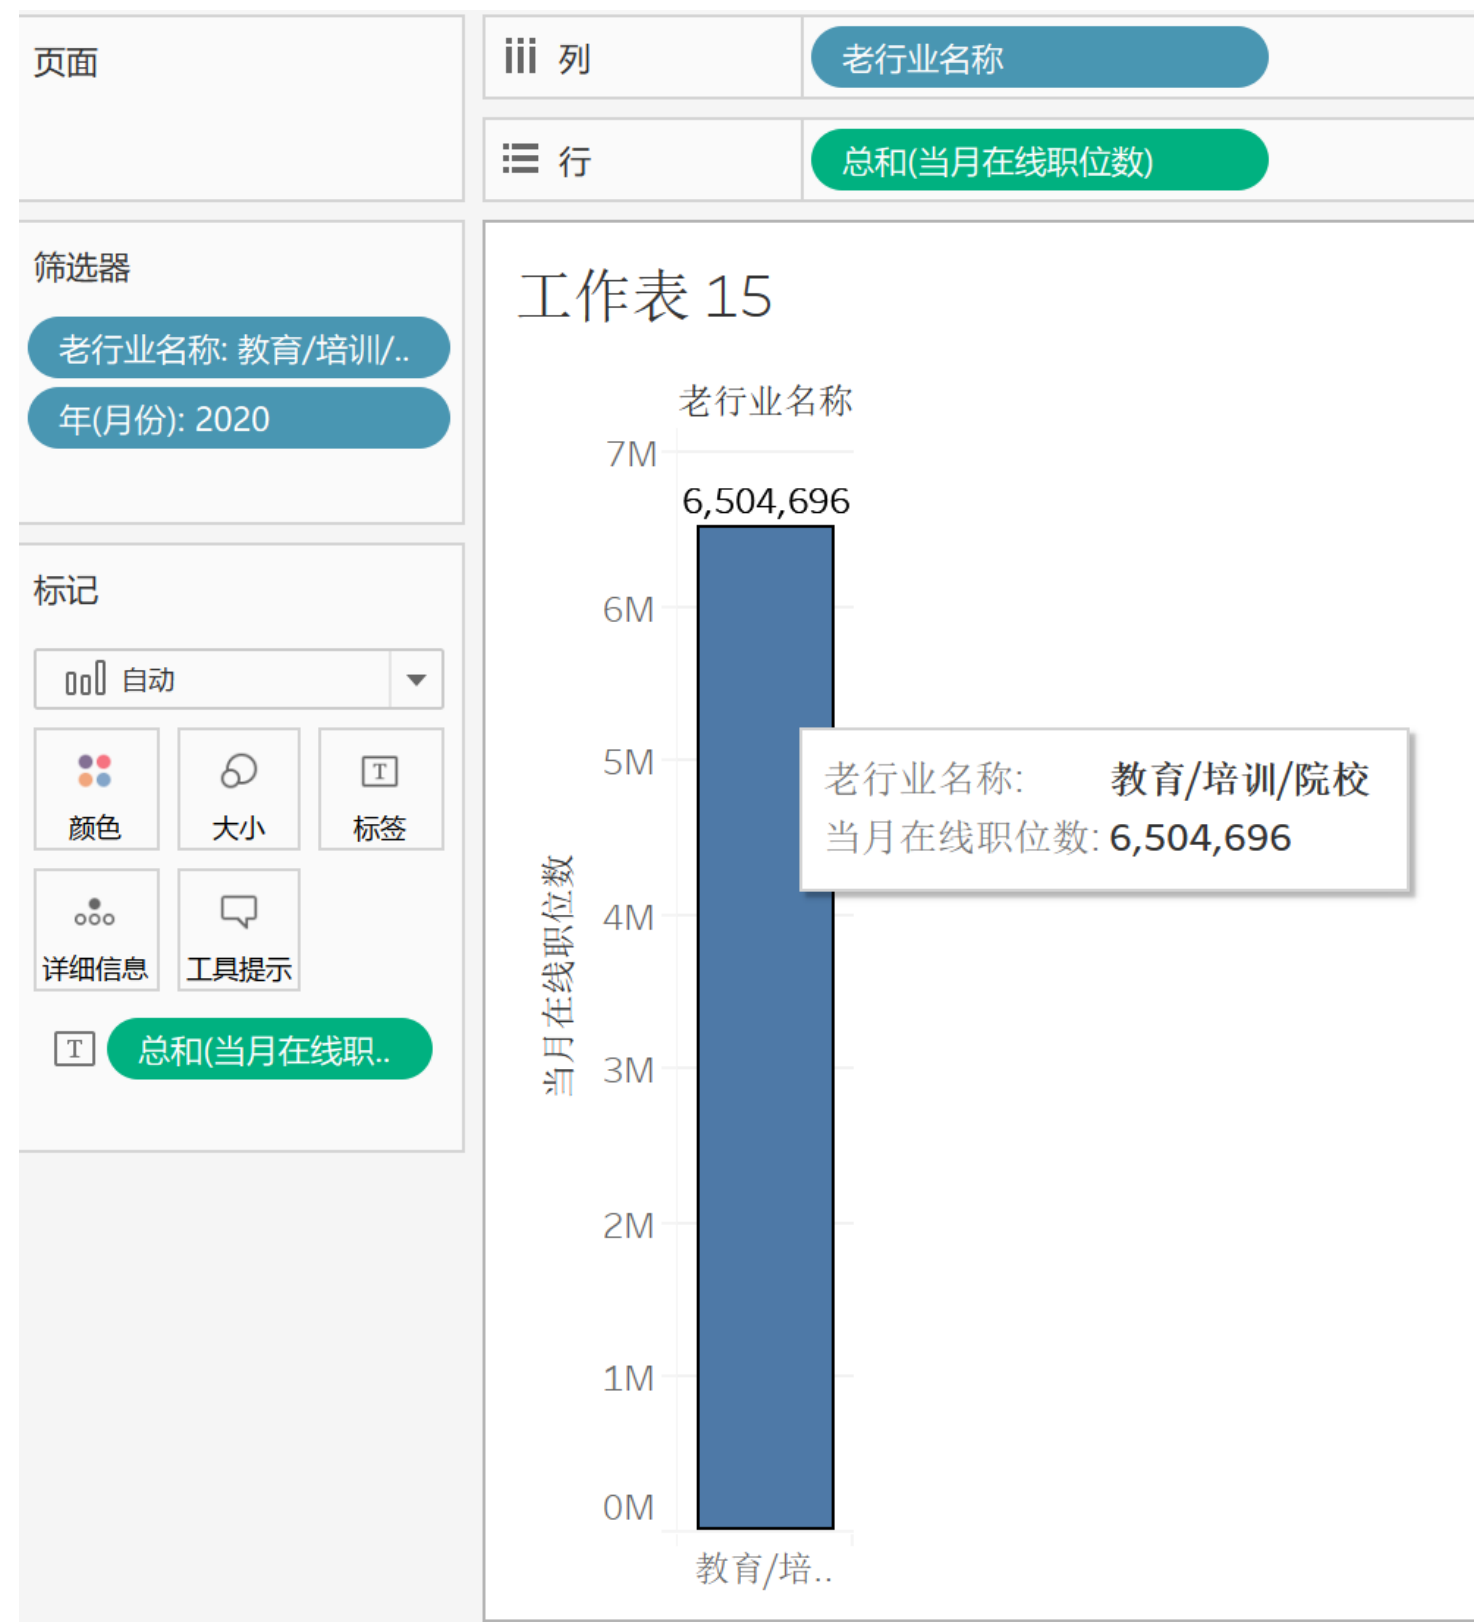 页面
列
老行业名称
行
总和(当月在线职位数)
筛选器
老行业名称: 教育/培训/..
年(月份): 2020
标记
自动
颜色
大小
T
标签
详细信息
工具提示
T
总和(当月在线职..
工作表 15
老行业名称
7M
6,504,696
6M
5M
4M
3M
2M
1M
0M
当月在线职位数
老行业名称: 教育/培训/院校
当月在线职位数: 6,504,696
教育/培..